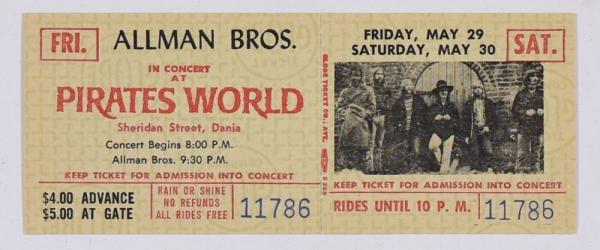 FRI.
ALLMAN BROS.
IN CONCERT
AT
PIRATES WORLD
Sheridan Street, Dania
Concert Begins 8:00 P.M.
Allman Bros. 9:30 P.M.
KEEP TICKET FOR ADMISSION INTO CONCERT
$4.00 ADVANCE
$5.00 AT GATE
RAIN OR SHINE
NO REFUNDS
ALL RIDES FREE
11786
GLOBE TICKET CO.,
FRIDAY, MAY 29
SATURDAY, MAY 30
SAT.
KEEP TICKET FOR ADMISSION INTO CONCERT
RIDES UNTIL 10 P. M.
11786